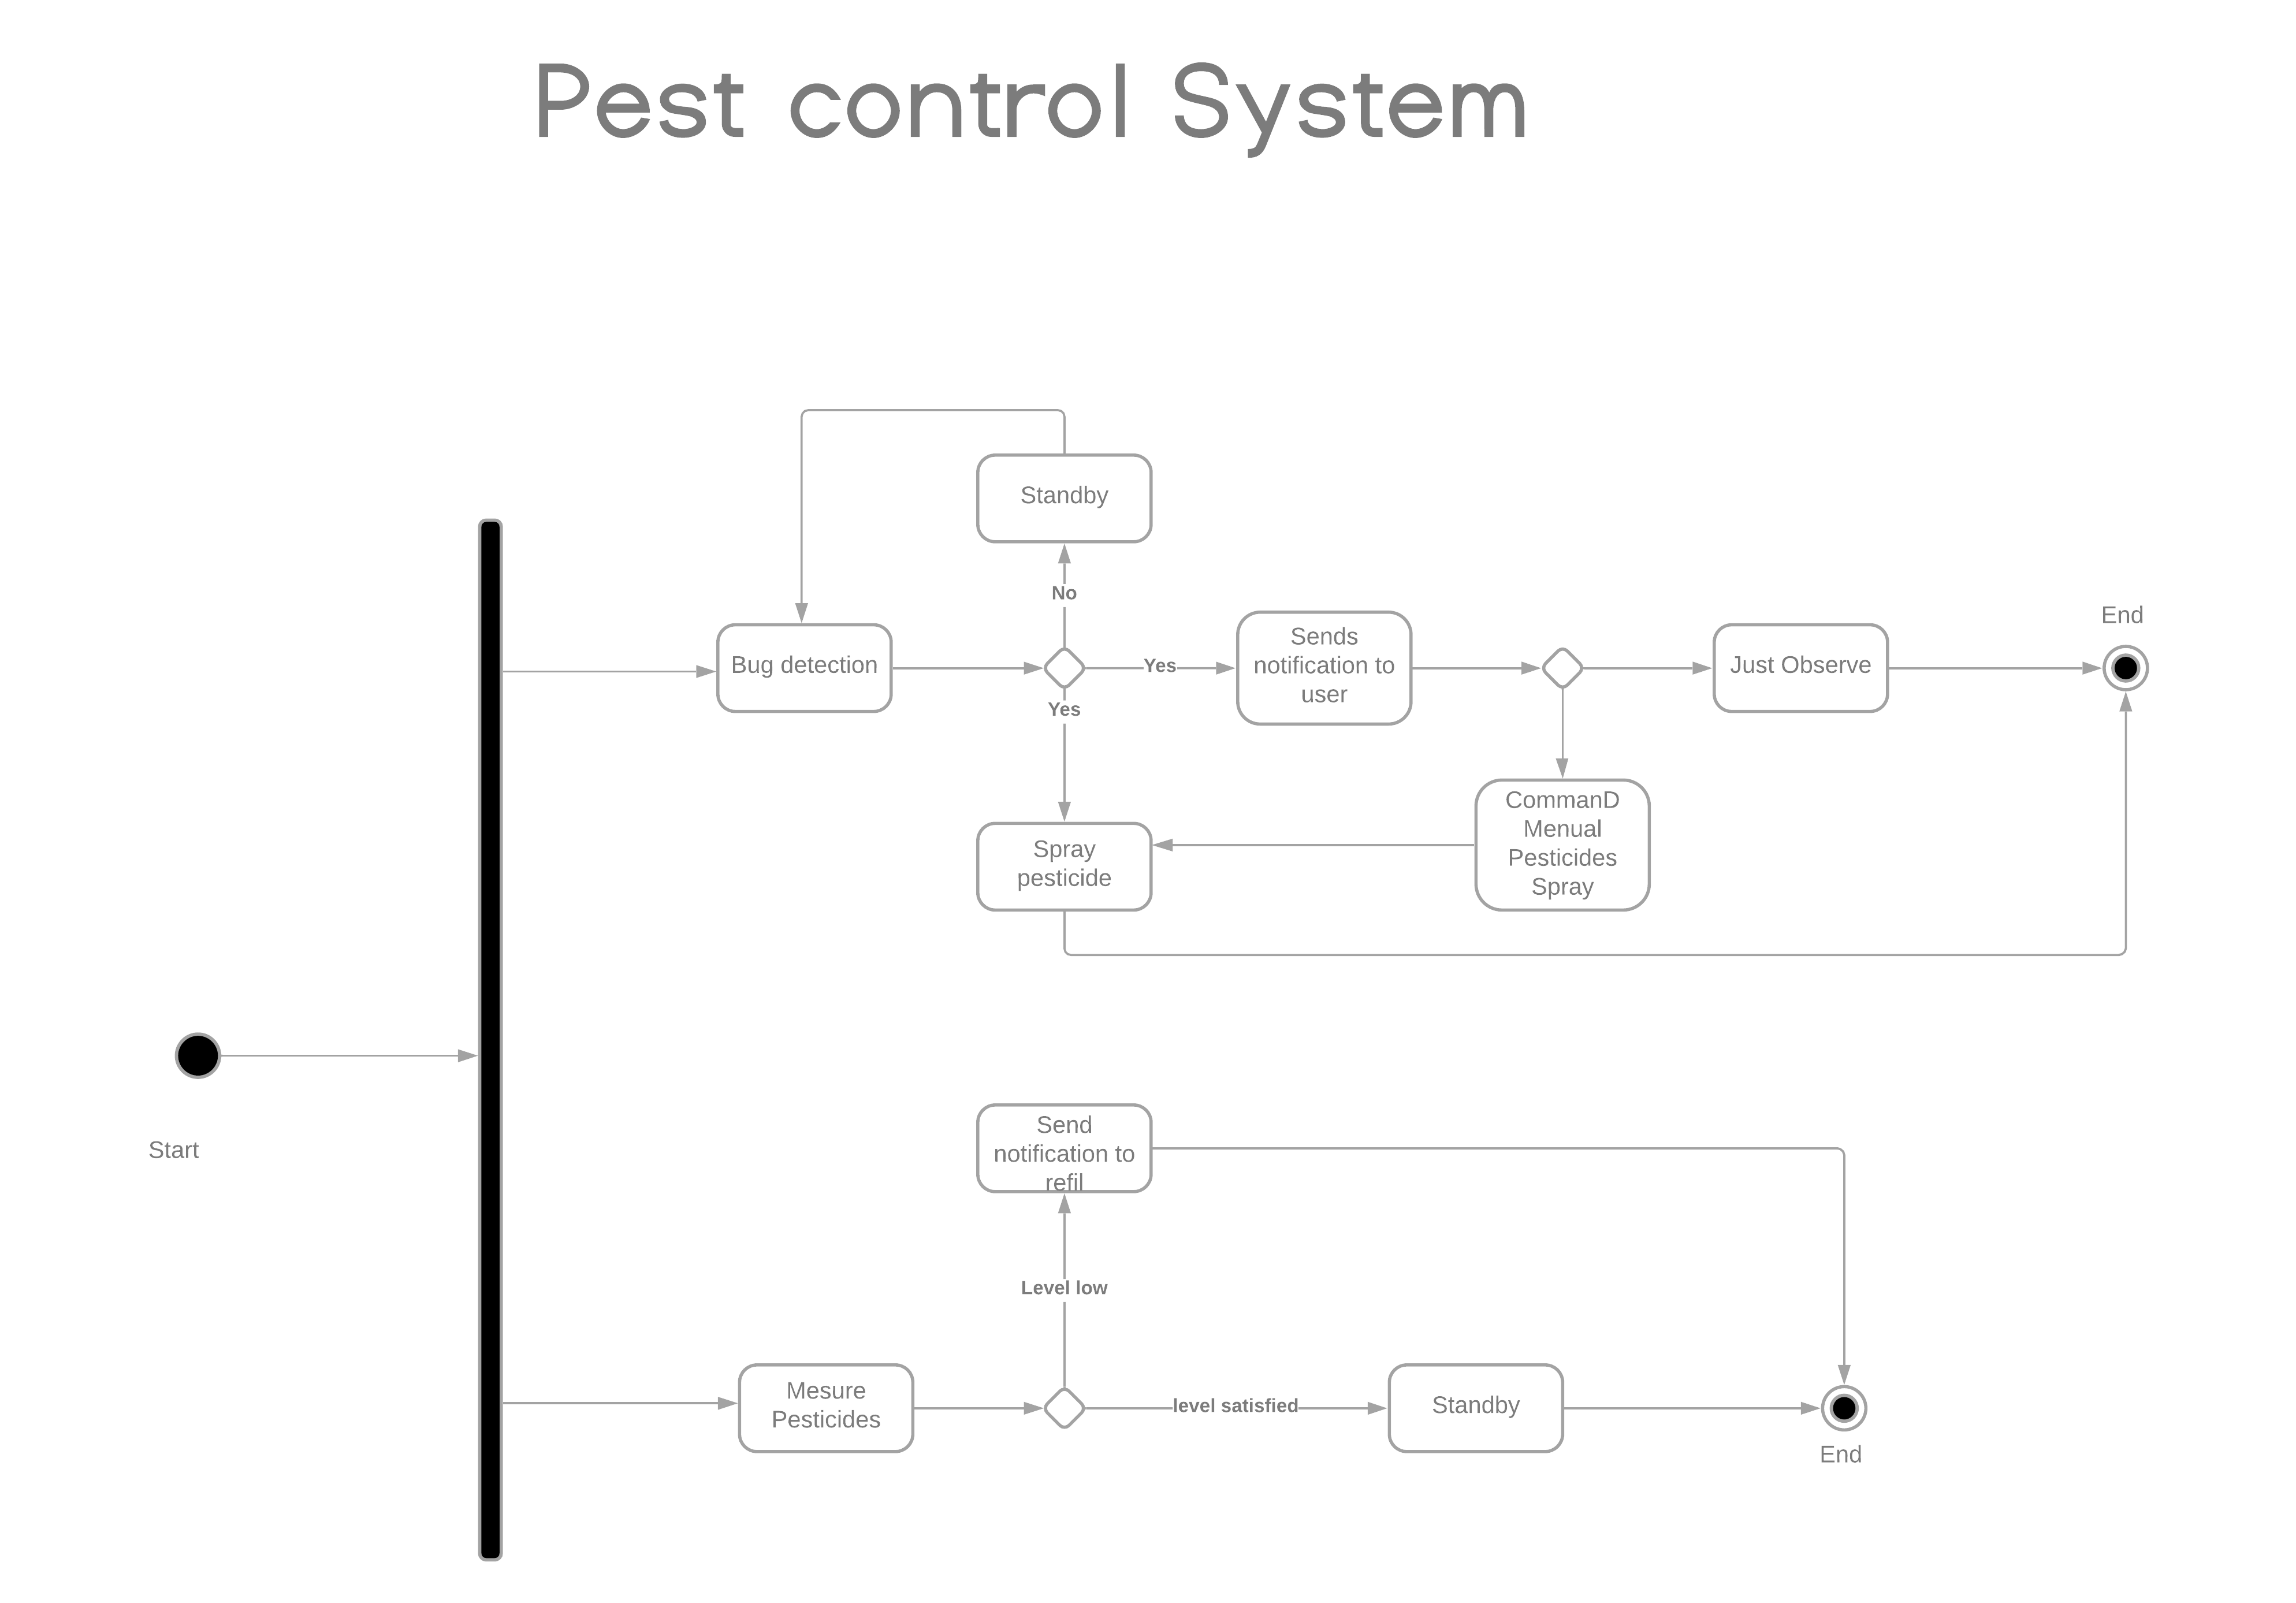 Pest control System
Standby
No
End
Bug detection
Yes
Sends
notification to
user
Just Observe
Yes
CommanD
Menual
Pesticides
Spray
Spray
pesticide
Start
Send
notification to
refil
Level low
Mesure
Pesticides
level satisfied
Standby
End